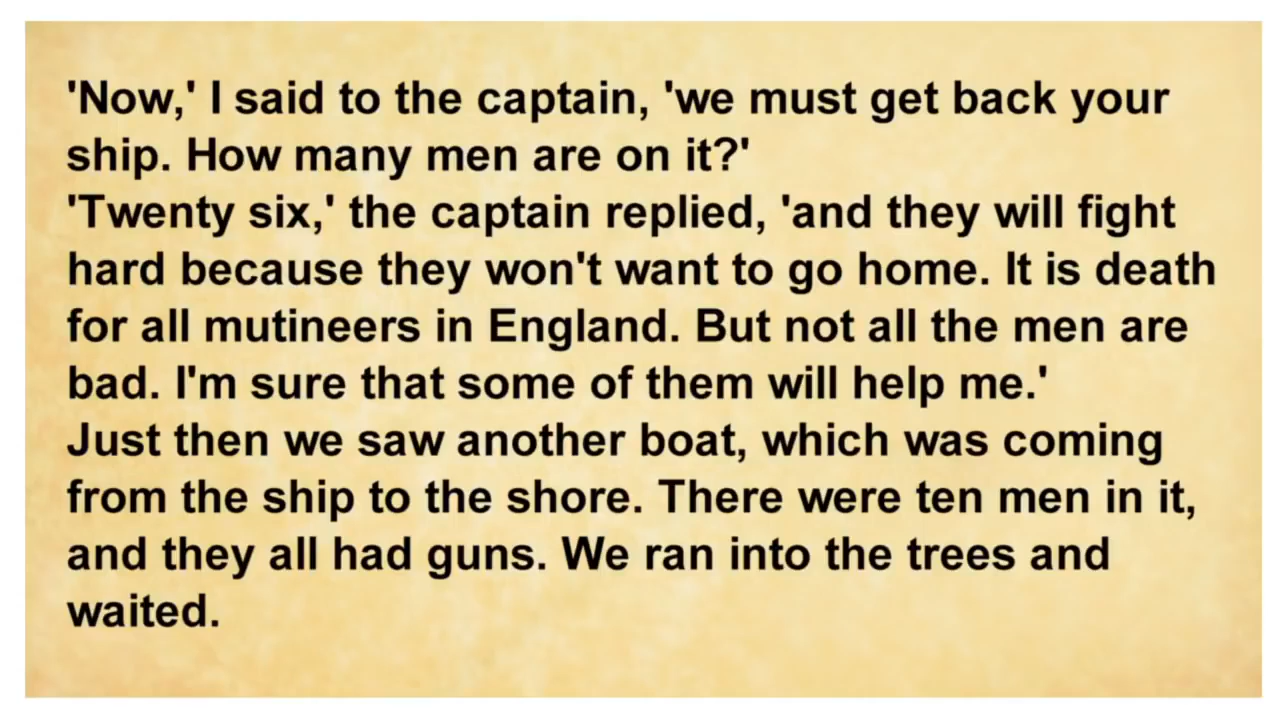 'Now,' I said to the captain, 'we must get back your
ship. How many men are on it?'
'Twenty six,' the captain replied, 'and they will fight
hard because they won't want to go home. It is death
for all mutineers in England. But not all the men are
bad. I'm sure that some of them will help me.'
Just then we saw another boat, which was coming
from the ship to the shore. There were ten men in it,
and they all had guns. We ran into the trees and
waited.